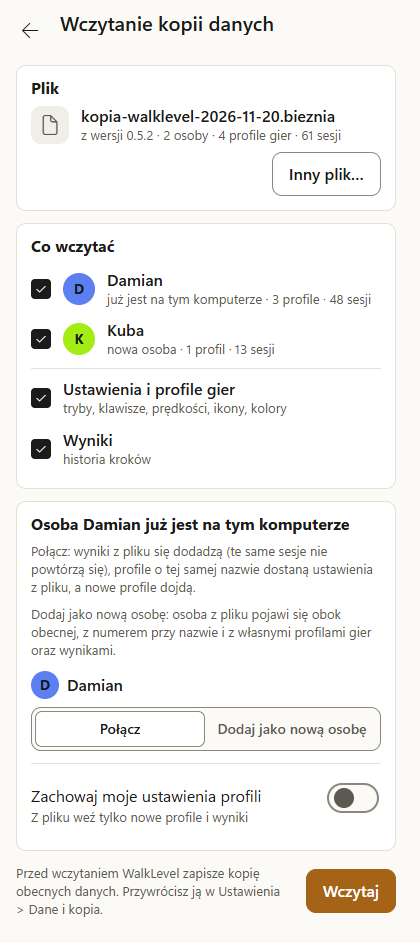 Wczytanie kopii danych
Plik
kopia-walklevel-2026-11-20.bieznia
z wersji 0.5.2 · 2 osoby · 4 profile gier · 61 sesji
Inny plik...
Co wczytać
D
Damian
już jest na tym komputerze · 3 profile · 48 sesji
K
Kuba
nowa osoba · 1 profil · 13 sesji
Ustawienia i profile gier
tryby, klawisze, prędkości, ikony, kolory
Wyniki
historia kroków
Osoba Damian już jest na tym komputerze
Połącz: wyniki z pliku się dodadzą (te same sesje nie
powtórzą się), profile o tej samej nazwie dostaną ustawienia
z pliku, a nowe profile dojdą.
Dodaj jako nową osobę: osoba z pliku pojawi się obok
obecnej, z numerem przy nazwie i z własnymi profilami gier
oraz wynikami.
D Damian
Połącz Dodaj jako nową osobę
Zachowaj moje ustawienia profili
Z pliku weź tylko nowe profile i wyniki
Przed wczytaniem WalkLevel zapisze kopię
obecnych danych. Przywrócisz ją w Ustawienia
> Dane i kopia.
Wczytaj